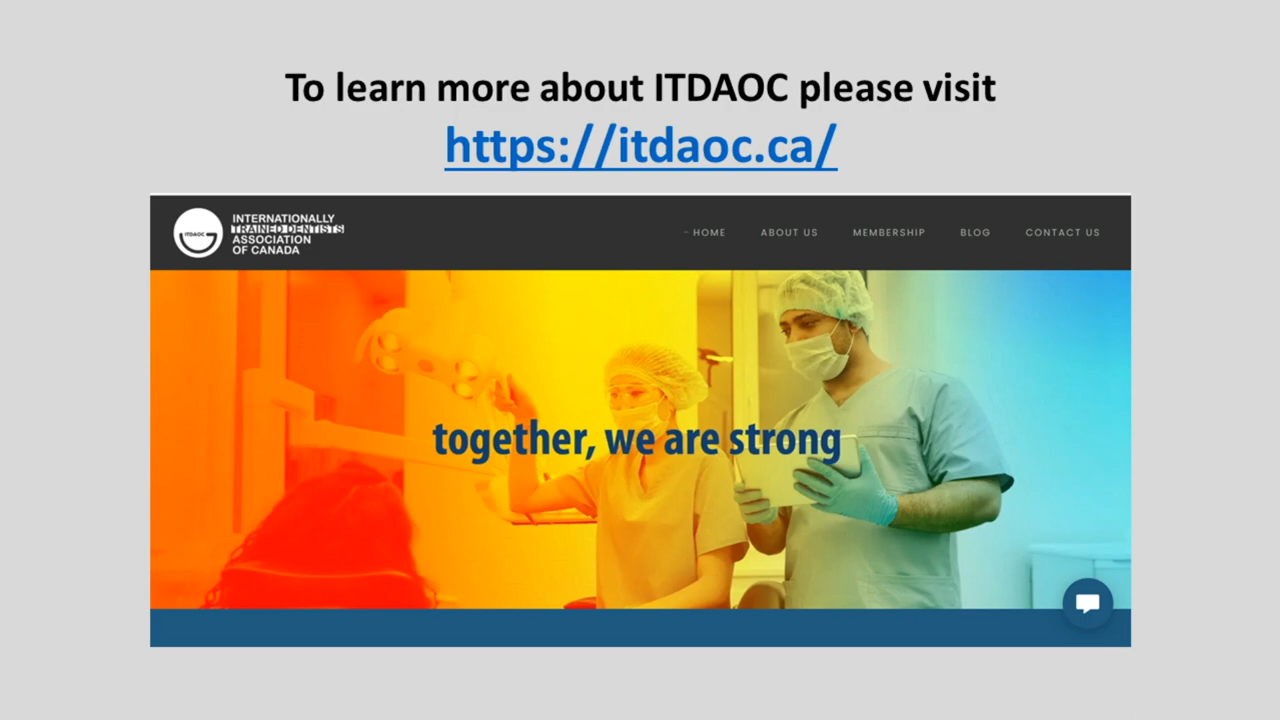 To learn more about ITDAOC please visit
https://itdaoc.ca/
ITDAOC
INTERNATIONALLY
TRAINED DENTISTS
ASSOCIATION
OF CANADA
HOME ABOUT US MEMBERSHIP BLOG CONTACT US
together, we are strong